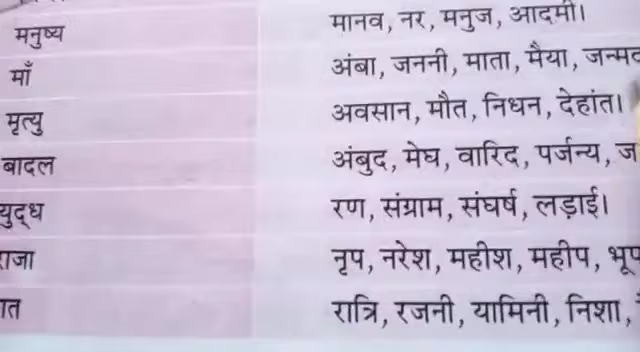 मनुष्य मानव, नर, मनुज, आदमी।
माँ अंबा, जननी, माता, मैया,
मृत्यु अवसान, मौत, निधन, देहांत।
बादल अंबुद, मेघ, वारिद, पर्जन्य,
युद्ध रण, संग्राम, संघर्ष, लड़ाई।
नृप, नरेश, महीश, महीप,
रात्रि, रजनी, यामिनी, निशा,